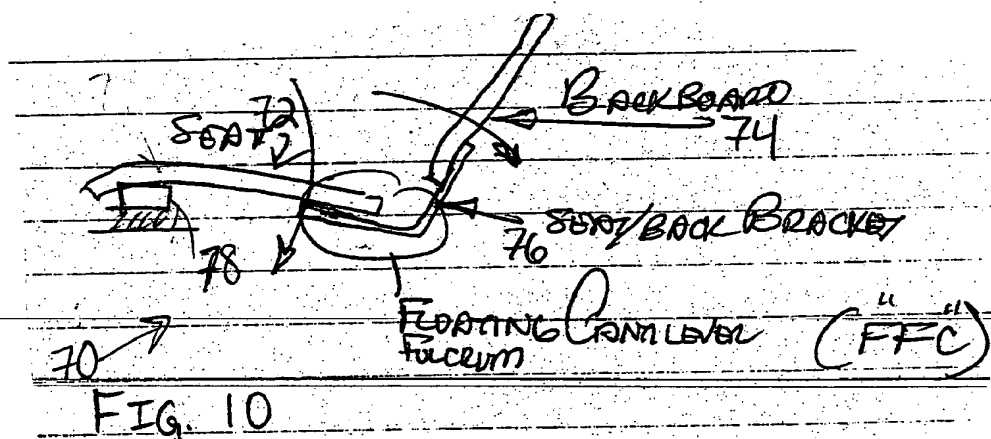 BACKBOARD
74
72
SEAT
SEAT/BACK BRACKET
76
78
FLOATING CANTILEVER
FULCRUM
("FFC")
70
FIG. 10